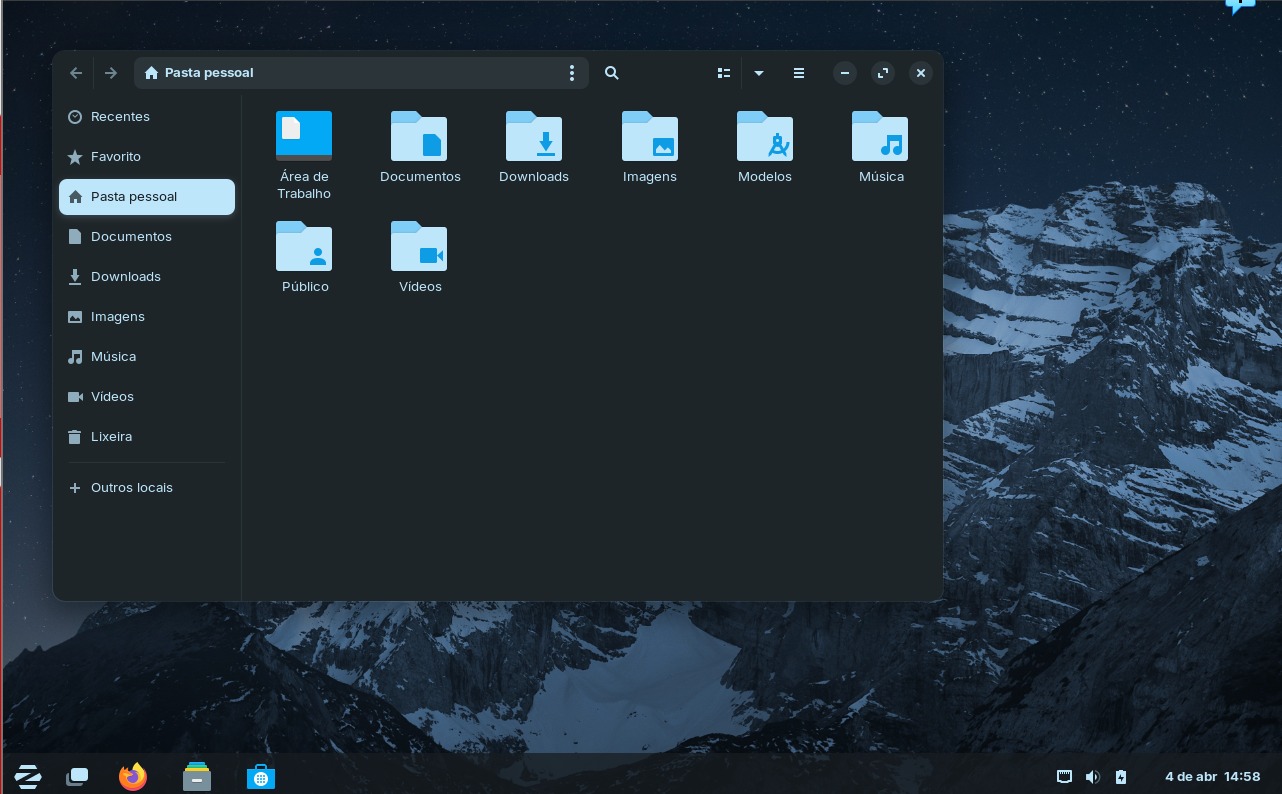 Pasta pessoal
Recentes
Favorito
Pasta pessoal
Documentos
Downloads
Imagens
Música
Vídeos
Lixeira
Outros locais
Área de
Trabalho
Documentos
Downloads
Imagens
Modelos
Música
Público
Vídeos
4 de abr 14:58